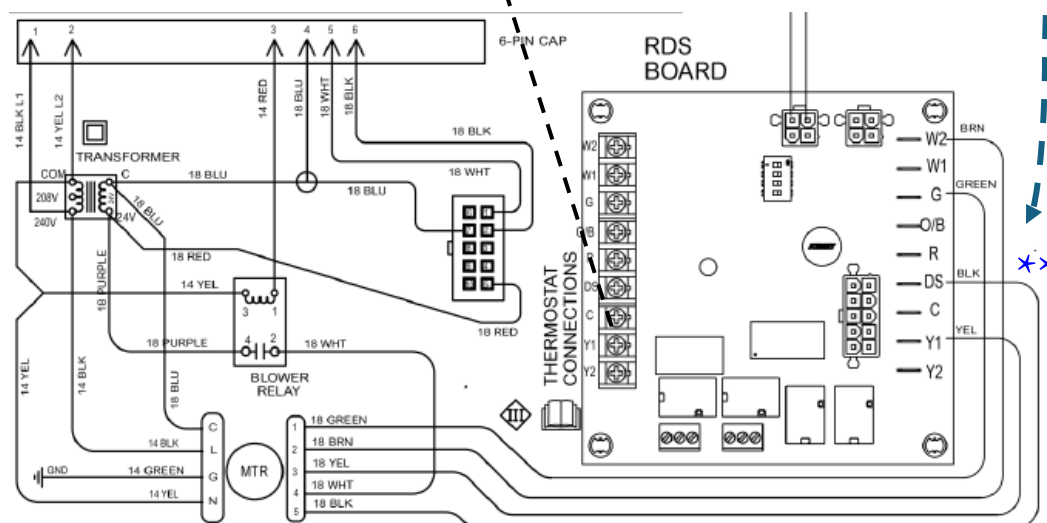 1 2 3 4 5 6
6-PIN CAP
14 BLK L1
14 YEL L2
14 RED
18 BLU
18 WHT
18 BLK
18 BLK
18 WHT
TRANSFORMER
COM
C
208V
240V
24V
18 BLU
18 BLU
18 BLU
18 RED
18 RED
18 PURPLE
14 YEL
3 1
4 2
18 PURPLE
18 WHT
BLOWER
RELAY
14 YEL
14 BLK
18 BLU
14 BLK
GND
14 GREEN
14 YEL
C
L
G
N
MTR
1
2
3
4
5
18 GREEN
18 BRN
18 YEL
18 WHT
18 BLK
RDS
BOARD
THERMOSTAT
CONNECTIONS
W2
W1
G
O/B
R
DS
C
Y1
Y2
III
W2
W1
G
O/B
R
DS
C
Y1
Y2
BRN
GREEN
BLK
YEL